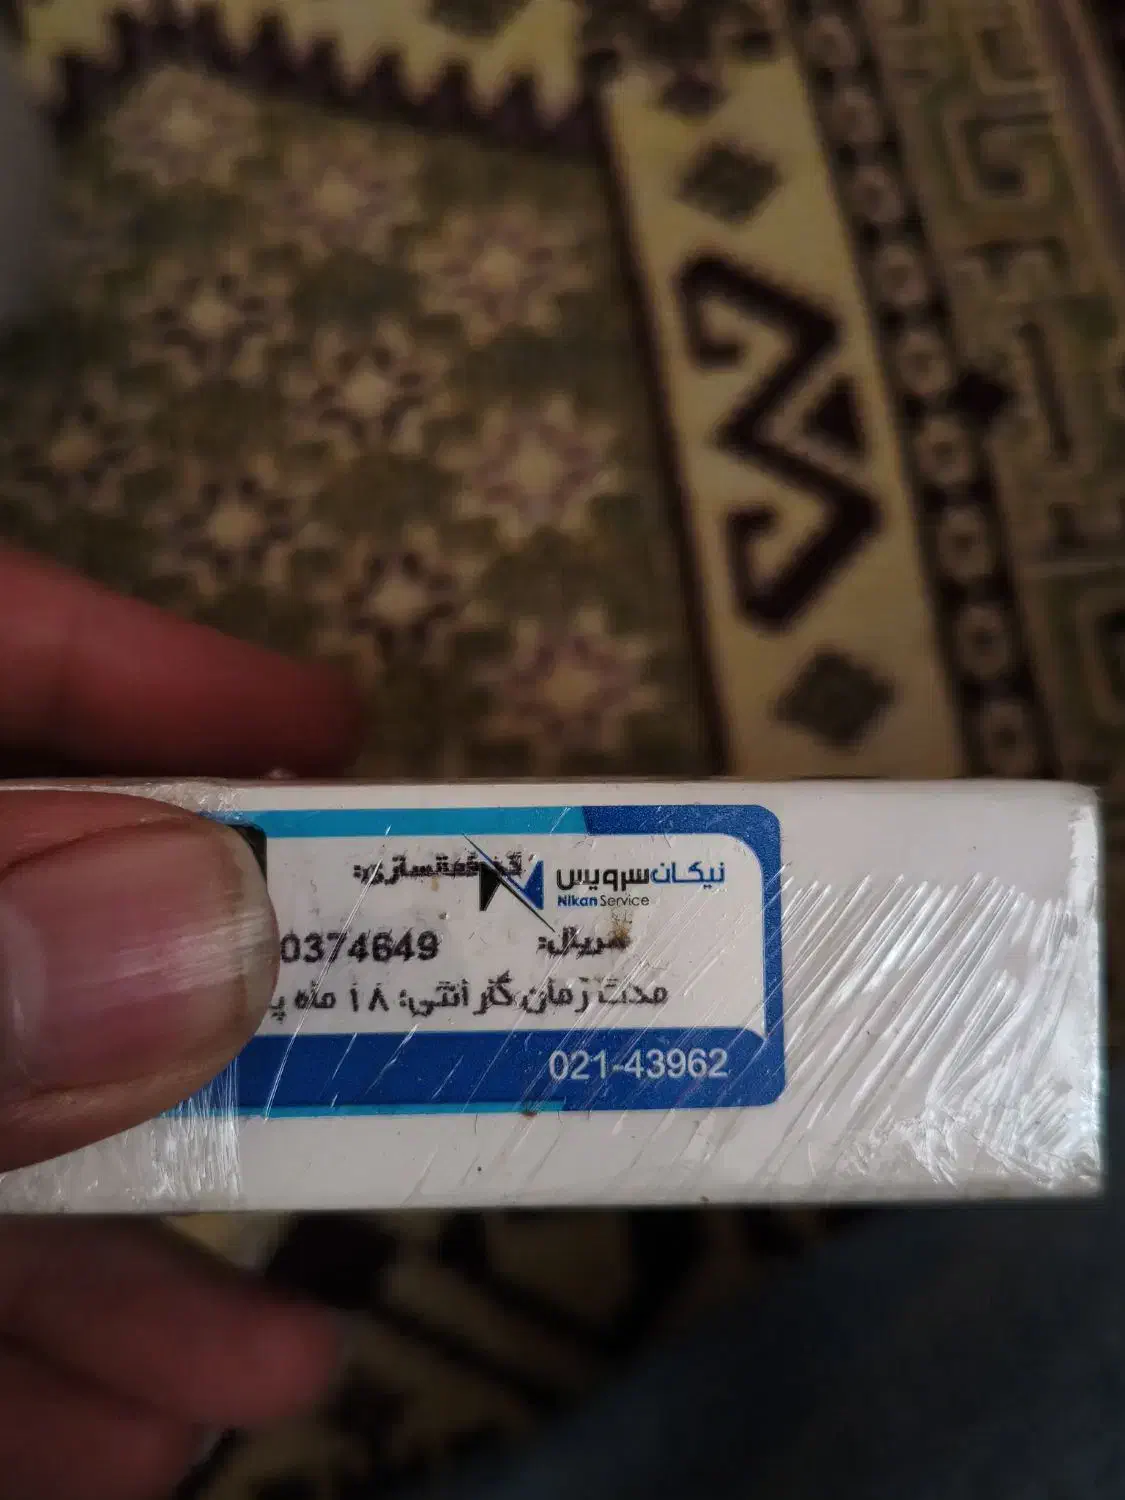 نیکان سرویس
Nikan Service
سریال: 0374649
مدت زمان گارانتی: ۱۸ ماه
021-43962